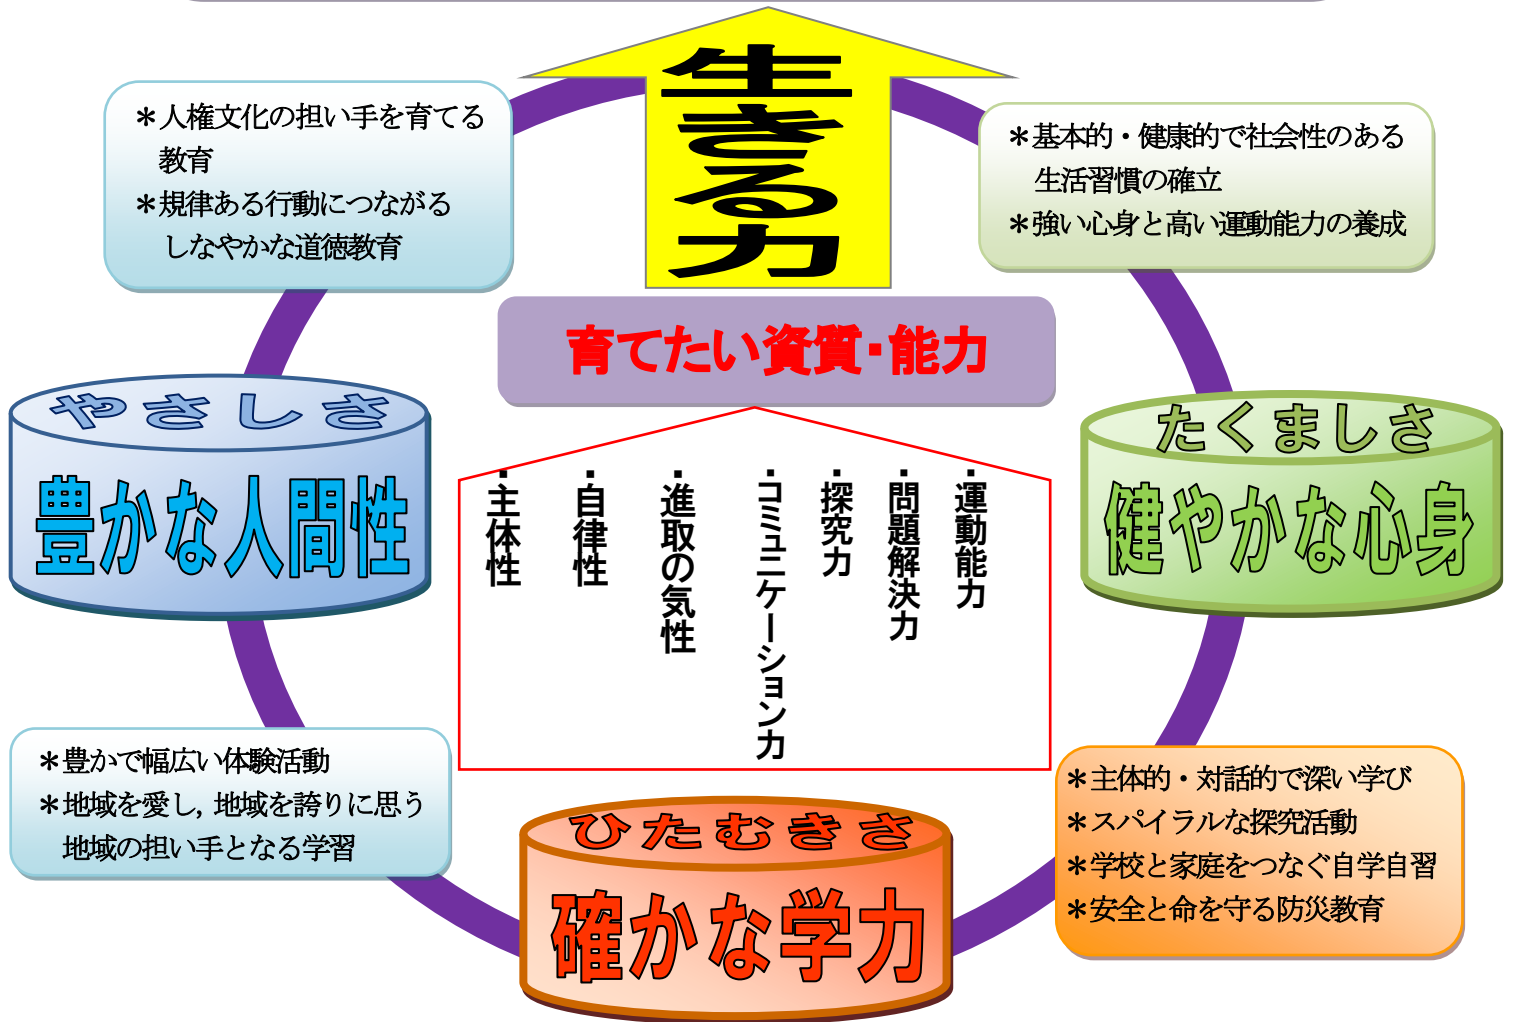 生きる力
＊人権文化の担い手を育てる
教育
＊規律ある行動につながる
しなやかな道徳教育
＊基本的・健康的で社会性のある
生活習慣の確立
＊強い心身と高い運動能力の養成
育てたい資質・能力
やさしさ
豊かな人間性
たくましさ
健やかな心身
・主体性
・自律性
・進取の気性
・コミュニケーション力
・探究力
・問題解決力
・運動能力
＊豊かで幅広い体験活動
＊地域を愛し，地域を誇りに思う
地域の担い手となる学習
ひたむきさ
確かな学力
＊主体的・対話的で深い学び
＊スパイラルな探究活動
＊学校と家庭をつなぐ自学自習
＊安全と命を守る防災教育